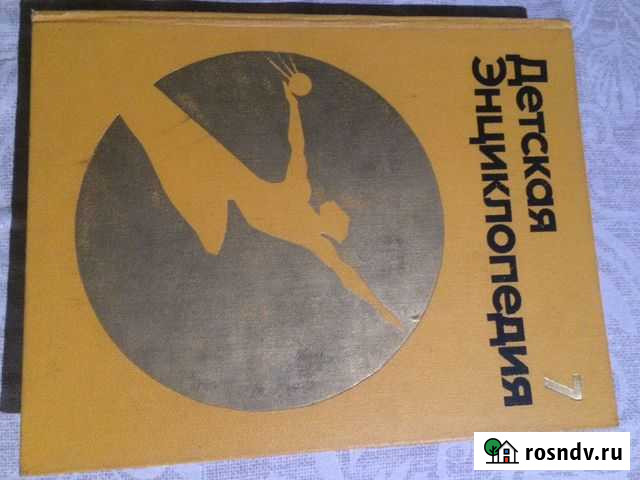 Детская
Энциклопедия
7
rosndv.ru